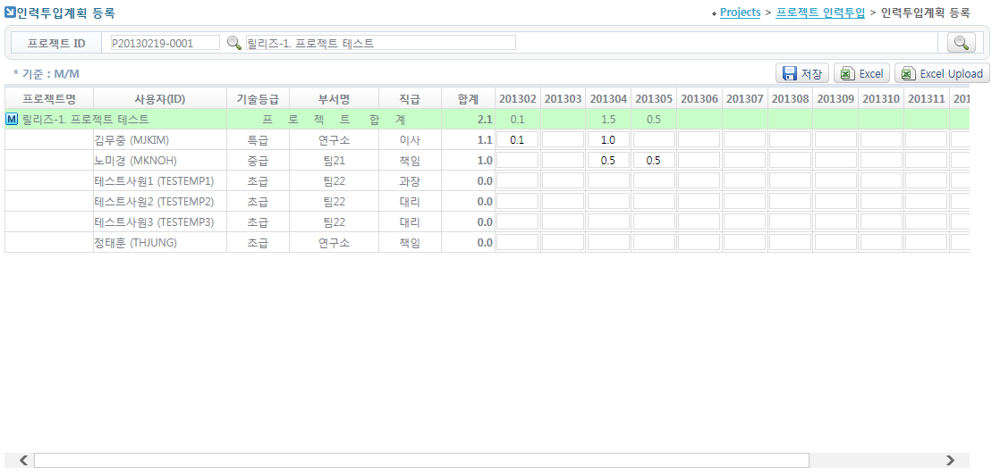 인력투입계획 등록
Projects > 프로젝트 인력투입 > 인력투입계획 등록
프로젝트 ID P20130219-0001 릴리즈-1. 프로젝트 테스트
* 기준 : M/M 저장 Excel Excel Upload
프로젝트명 사용자(ID) 기술등급 부서명 직급 합계 201302 201303 201304 201305 201306 201307 201308 201309 201310 201311 201
M 릴리즈-1. 프로젝트 테스트 프 로 젝 트 합 계 2.1 0.1 1.5 0.5
김무중 (MJKIM) 특급 연구소 이사 1.1 0.1 1.0
노미경 (MKNOH) 중급 팀21 책임 1.0 0.5 0.5
테스트사원1 (TESTEMP1) 초급 팀22 과장 0.0
테스트사원2 (TESTEMP2) 초급 팀22 대리 0.0
테스트사원3 (TESTEMP3) 초급 팀22 대리 0.0
정태훈 (THJUNG) 초급 연구소 책임 0.0